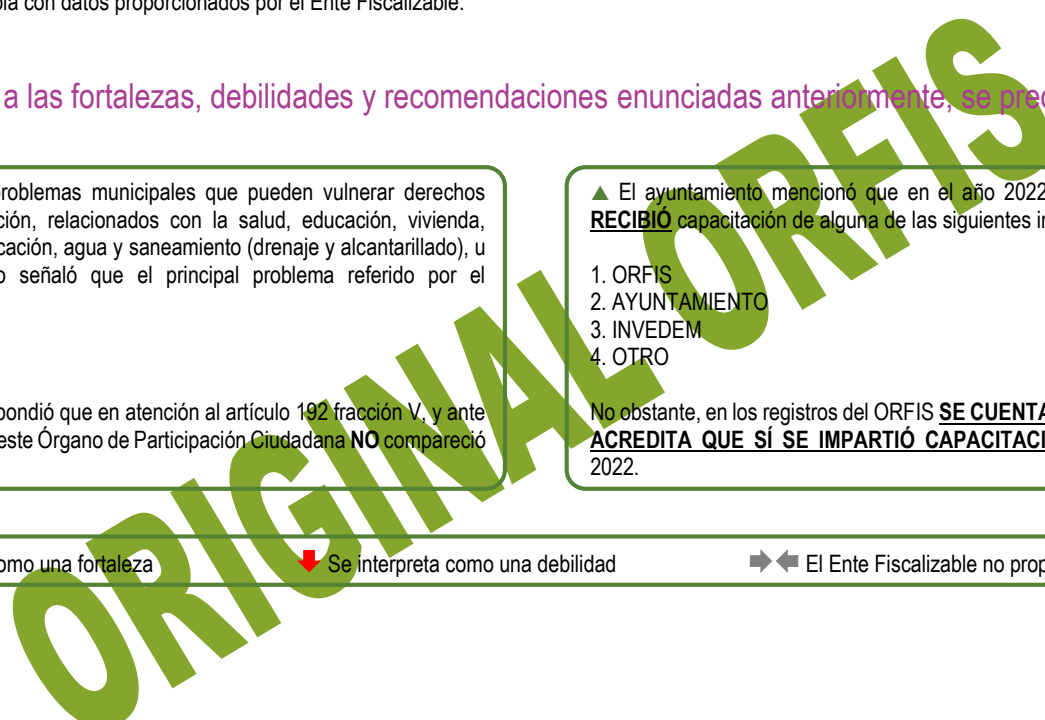 opia con datos proporcionados por el Ente Fiscalizable.
a las fortalezas, debilidades y recomendaciones enunciadas anteriormente, se prec
problemas municipales que pueden vulnerar derechos
ción, relacionados con la salud, educación, vivienda,
cación, agua y saneamiento (drenaje y alcantarillado), u
o señaló que el principal problema referido por el
pondió que en atención al artículo 192 fracción V, y ante
este Órgano de Participación Ciudadana NO compareció
▲ El ayuntamiento mencionó que en el año 2022
RECIBIÓ capacitación de alguna de las siguientes in
1. ORFIS
2. AYUNTAMIENTO
3. INVEDEM
4. OTRO
No obstante, en los registros del ORFIS SE CUENTA
ACREDITA QUE SÍ SE IMPARTIÓ CAPACITACI
2022.
omo una fortaleza
Se interpreta como una debilidad
El Ente Fiscalizable no prop
ORIGINAL ORFIS